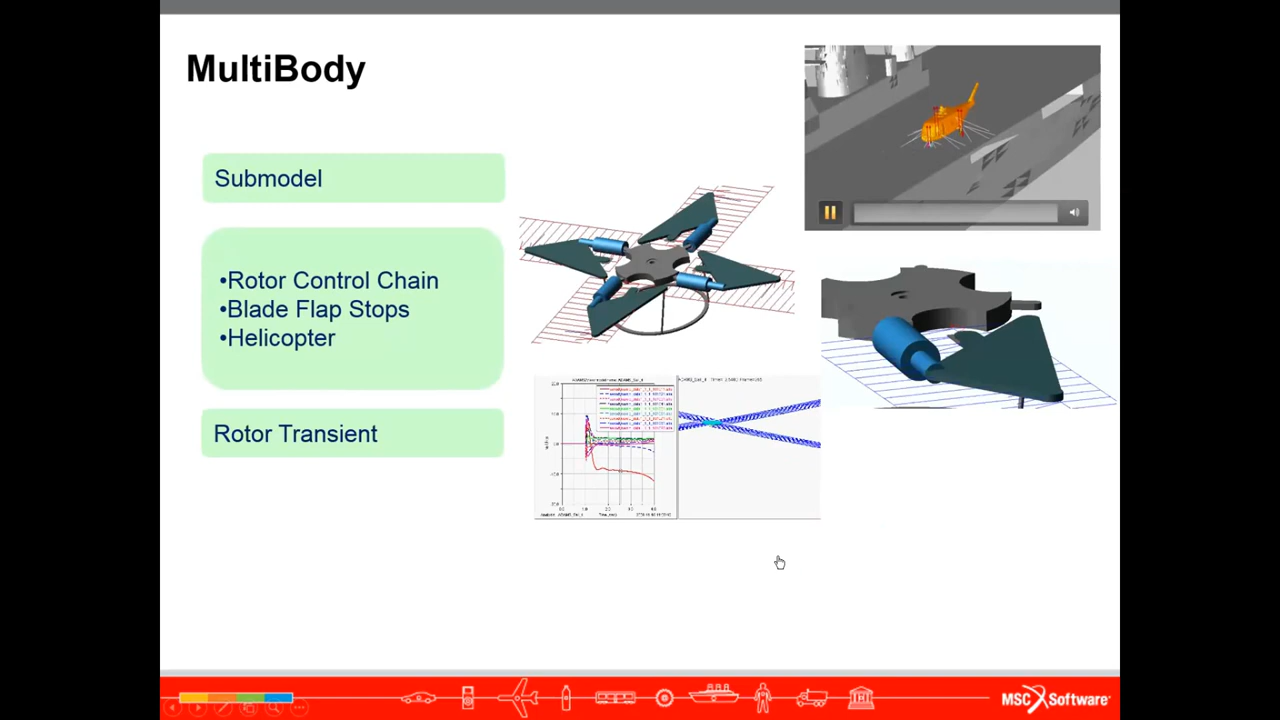 MultiBody
Submodel
•Rotor Control Chain
•Blade Flap Stops
•Helicopter
Rotor Transient
MSC Software